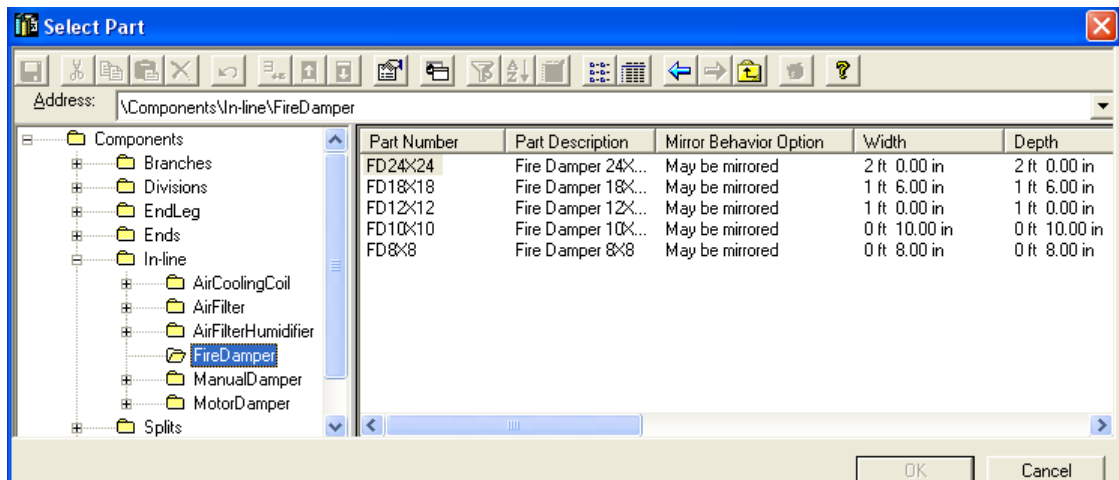 Select Part
Address: \Components\In-line\FireDamper
Components
Branches
Divisions
EndLeg
Ends
In-line
AirCoolingCoil
AirFilter
AirFilterHumidifier
FireDamper
ManualDamper
MotorDamper
Splits
Part Number Part Description Mirror Behavior Option Width Depth
FD24X24 Fire Damper 24X... May be mirrored 2 ft 0.00 in 2 ft 0.00 in
FD18X18 Fire Damper 18X... May be mirrored 1 ft 6.00 in 1 ft 6.00 in
FD12X12 Fire Damper 12X... May be mirrored 1 ft 0.00 in 1 ft 0.00 in
FD10X10 Fire Damper 10X... May be mirrored 0 ft 10.00 in 0 ft 10.00 in
FD8X8 Fire Damper 8X8 May be mirrored 0 ft 8.00 in 0 ft 8.00 in
OK Cancel